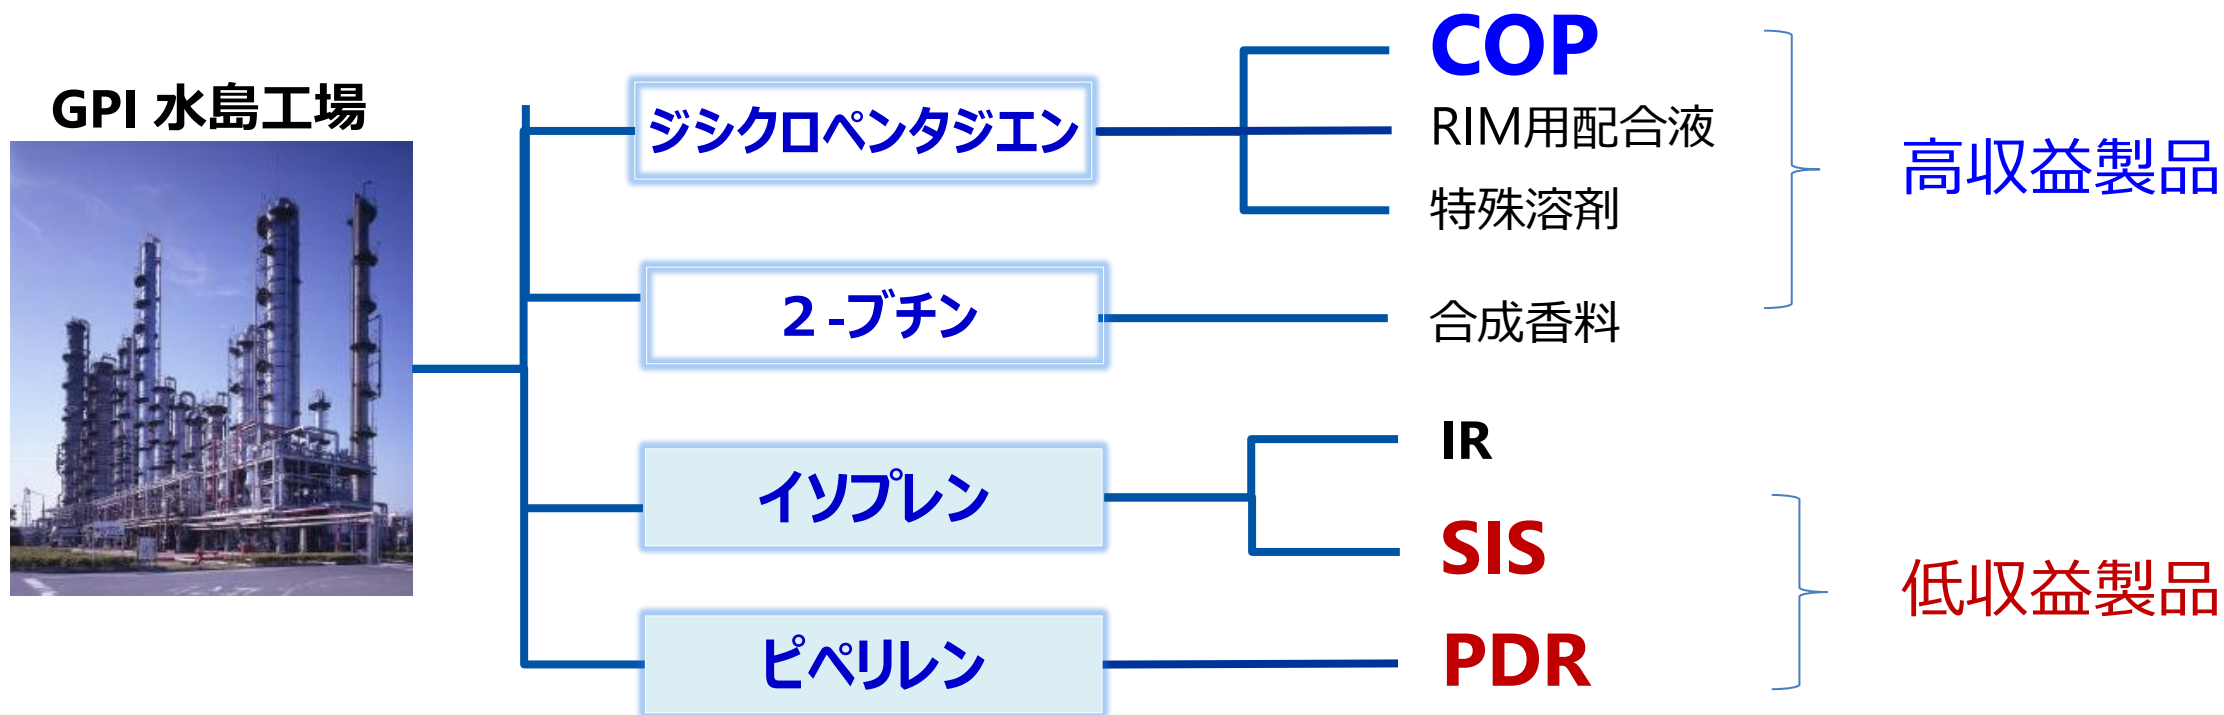 GPI 水島工場
ジシクロペンタジエン
COP
RIM用配合液
特殊溶剤
高収益製品
2-ブチン
合成香料
イソプレン
IR
SIS
低収益製品
ピペリレン
PDR